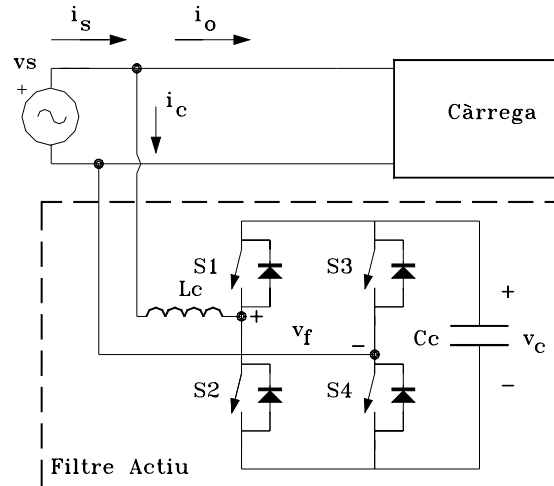 i_s
i_o
vs
+
i_c
Càrrega
S1
S3
Lc
+
v_f
−
Cc
+
v_c
−
S2
S4
Filtre Actiu